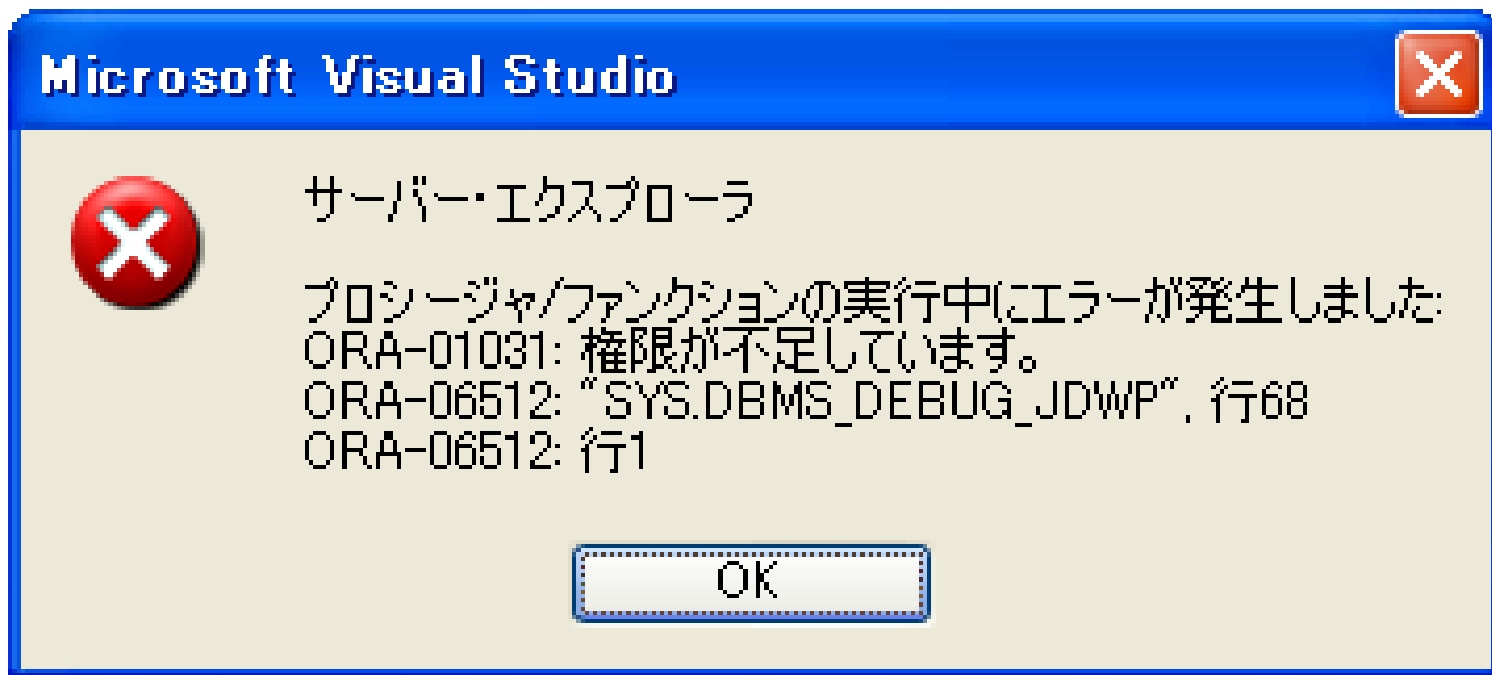 Microsoft Visual Studio
サーバー・エクスプローラ
プロシージャ/ファンクションの実行中にエラーが発生しました:
ORA-01031: 権限が不足しています。
ORA-06512: "SYS.DBMS_DEBUG_JDWP", 行68
ORA-06512: 行1
OK